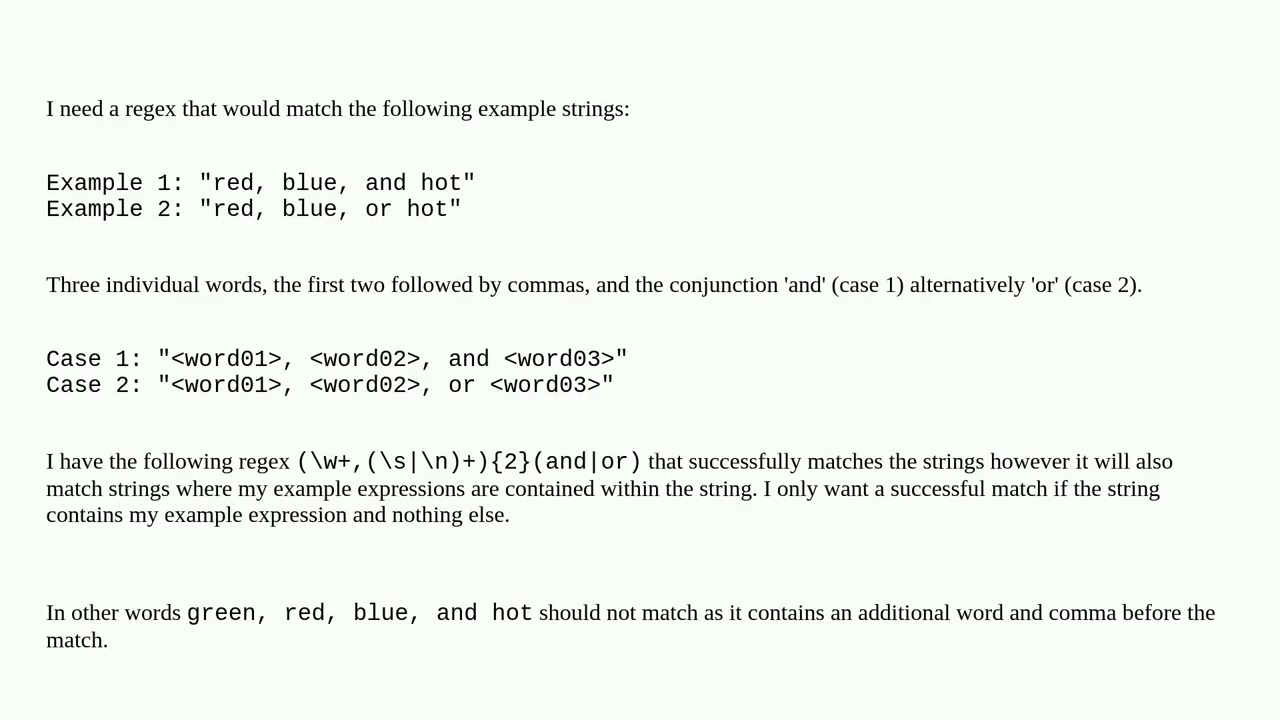 I need a regex that would match the following example strings:
Example 1: "red, blue, and hot"
Example 2: "red, blue, or hot"
Three individual words, the first two followed by commas, and the conjunction 'and' (case 1) alternatively 'or' (case 2).
Case 1: "<word01>, <word02>, and <word03>"
Case 2: "<word01>, <word02>, or <word03>"
I have the following regex (\w+,(\s|\n)+){2}(and|or) that successfully matches the strings however it will also
match strings where my example expressions are contained within the string. I only want a successful match if the string
contains my example expression and nothing else.
In other words green, red, blue, and hot should not match as it contains an additional word and comma before the
match.